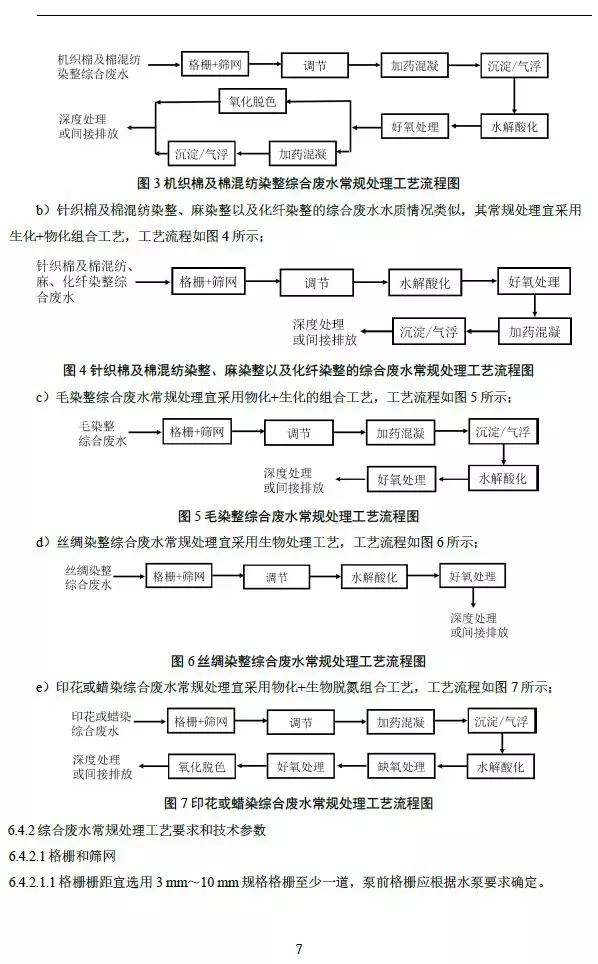 机织棉及棉混纺
染整综合废水
格栅+筛网
调节
加药混凝
沉淀/气浮
水解酸化
好氧处理
氧化脱色
加药混凝
沉淀/气浮
深度处理
或间接排放
图 3 机织棉及棉混纺染整综合废水常规处理工艺流程图
b）针织棉及棉混纺染整、麻染整以及化纤染整的综合废水水质情况类似，其常规处理宜采用
生化+物化组合工艺，工艺流程如图 4 所示；
针织棉及棉混纺、
麻、化纤染整综
合废水
格栅+筛网
调节
水解酸化
好氧处理
加药混凝
沉淀/气浮
深度处理
或间接排放
图 4 针织棉及棉混纺染整、麻染整以及化纤染整的综合废水常规处理工艺流程图
c）毛染整综合废水常规处理宜采用物化+生化的组合工艺，工艺流程如图 5 所示；
毛染整
综合废水
格栅+筛网
调节
加药混凝
沉淀/气浮
水解酸化
好氧处理
深度处理
或间接排放
图 5 毛染整综合废水常规处理工艺流程图
d）丝绸染整综合废水常规处理宜采用生物处理工艺，工艺流程如图 6 所示；
丝绸染整
综合废水
格栅+筛网
调节
水解酸化
好氧处理
深度处理
或间接排放
图 6 丝绸染整综合废水常规处理工艺流程图
e）印花或蜡染综合废水常规处理宜采用物化+生物脱氮组合工艺，工艺流程如图 7 所示；
印花或蜡染
综合废水
格栅+筛网
调节
加药混凝
沉淀/气浮
水解酸化
缺氧处理
好氧处理
氧化脱色
深度处理
或间接排放
图 7 印花或蜡染综合废水常规处理工艺流程图
6.4.2 综合废水常规处理工艺要求和技术参数
6.4.2.1 格栅和筛网
6.4.2.1.1 格栅栅距宜选用 3 mm～10 mm 规格格栅至少一道，泵前格栅应根据水泵要求确定。
7